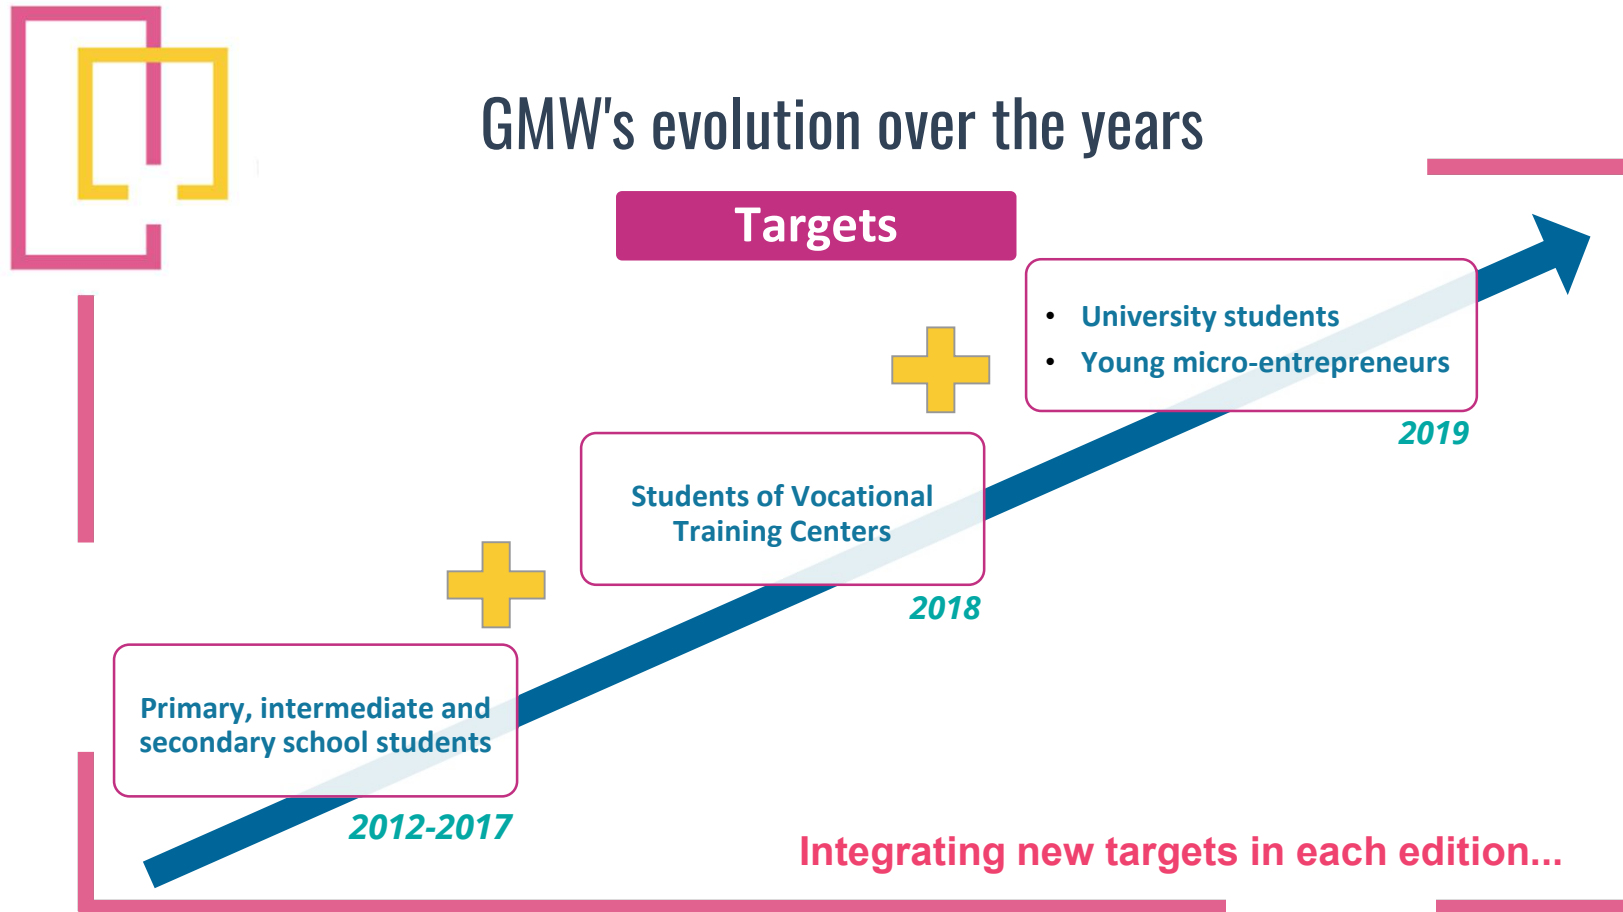 GMW's evolution over the years
Targets
• University students
• Young micro-entrepreneurs
2019
Students of Vocational
Training Centers
2018
Primary, intermediate and
secondary school students
2012-2017
Integrating new targets in each edition...